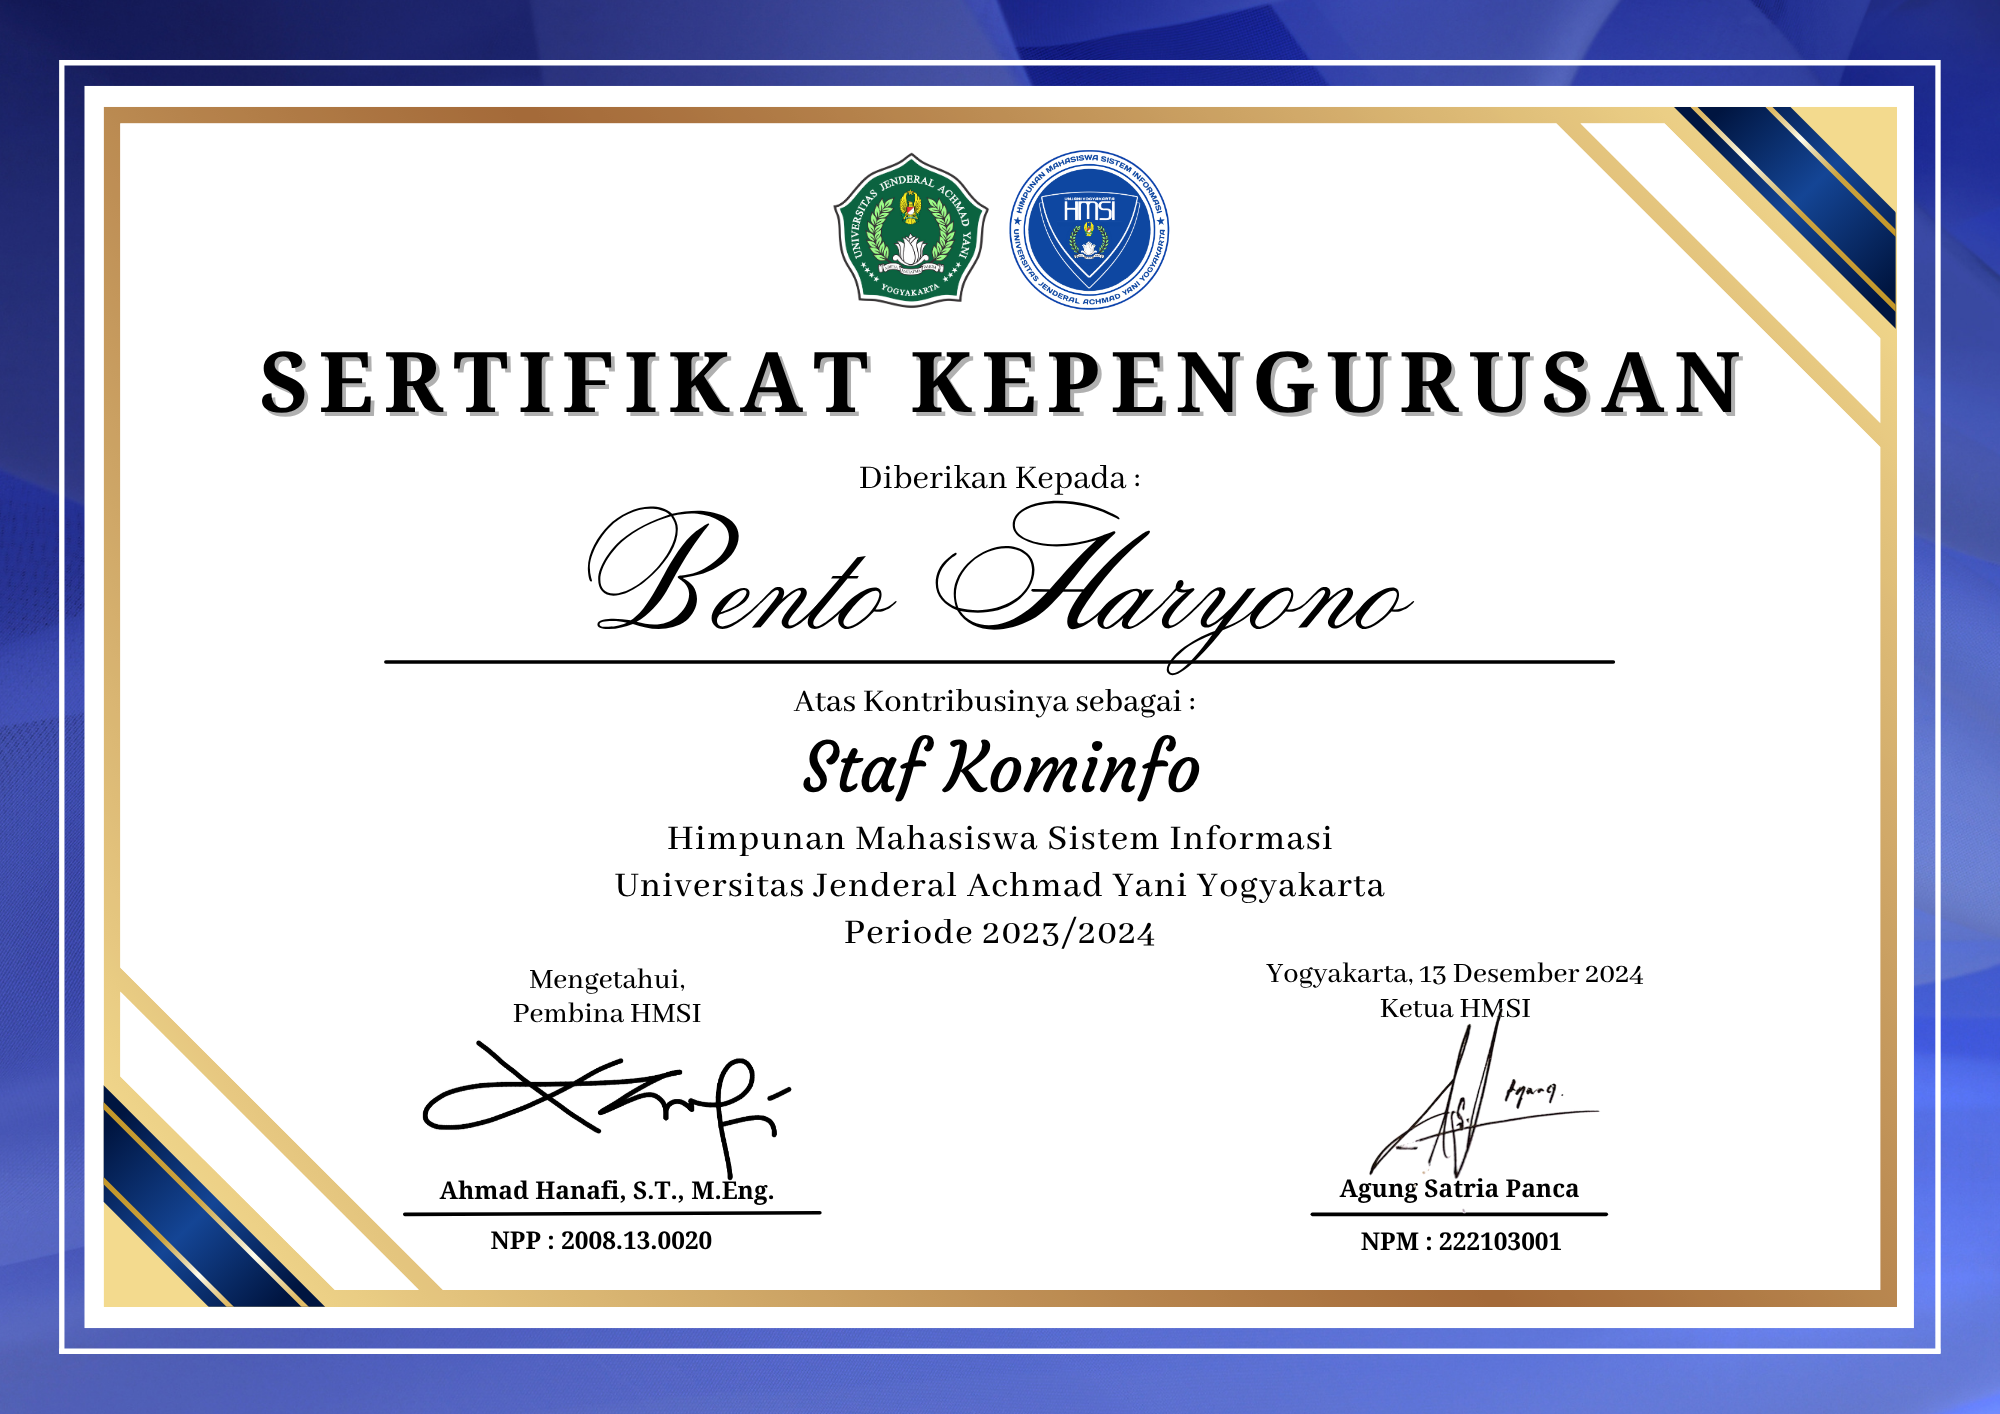 UNIVERSITAS JENDERAL ACHMAD YANI
YOGYAKARTA
HIMPUNAN MAHASISWA SISTEM INFORMASI
UNIVERSITAS JENDERAL ACHMAD YANI YOGYAKARTA
HMSI
SERTIFIKAT KEPENGURUSAN
Diberikan Kepada :
Bento Haryono
Atas Kontribusinya sebagai :
Staf Kominfo
Himpunan Mahasiswa Sistem Informasi
Universitas Jenderal Achmad Yani Yogyakarta
Periode 2023/2024
Mengetahui,
Pembina HMSI
Ahmad Hanafi, S.T., M.Eng.
NPP : 2008.13.0020
Yogyakarta, 13 Desember 2024
Ketua HMSI
Agung.
Agung Satria Panca
NPM : 222103001